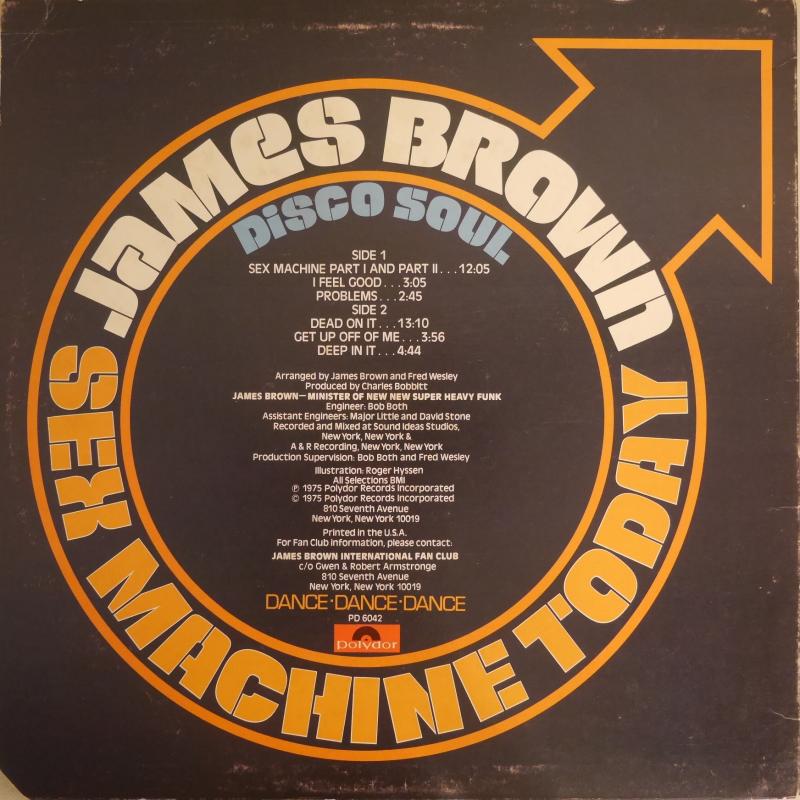 JAMES BROWN
DISCO SOUL
SIDE 1
SEX MACHINE PART I AND PART II...12:05
I FEEL GOOD...3:05
PROBLEMS...2:45
SIDE 2
DEAD ON IT...13:10
GET UP OFF OF ME...3:56
DEEP IN IT...4:44
Arranged by James Brown and Fred Wesley
Produced by Charles Bobbitt
JAMES BROWN—MINISTER OF NEW NEW SUPER HEAVY FUNK
Engineer: Bob Both
Assistant Engineers: Major Little and David Stone
Recorded and Mixed at Sound Ideas Studios,
New York, New York &
A & R Recording, New York, New York
Production Supervision: Bob Both and Fred Wesley
Illustration: Roger Hyssen
All Selections BMI
℗ 1975 Polydor Records Incorporated
© 1975 Polydor Records Incorporated
810 Seventh Avenue
New York, New York 10019
Printed in the U.S.A.
For Fan Club information, please contact:
JAMES BROWN INTERNATIONAL FAN CLUB
c/o Gwen & Robert Armstronge
810 Seventh Avenue
New York, New York 10019
DANCE·DANCE·DANCE
PD 6042
polydor
SEX MACHINE TODAY